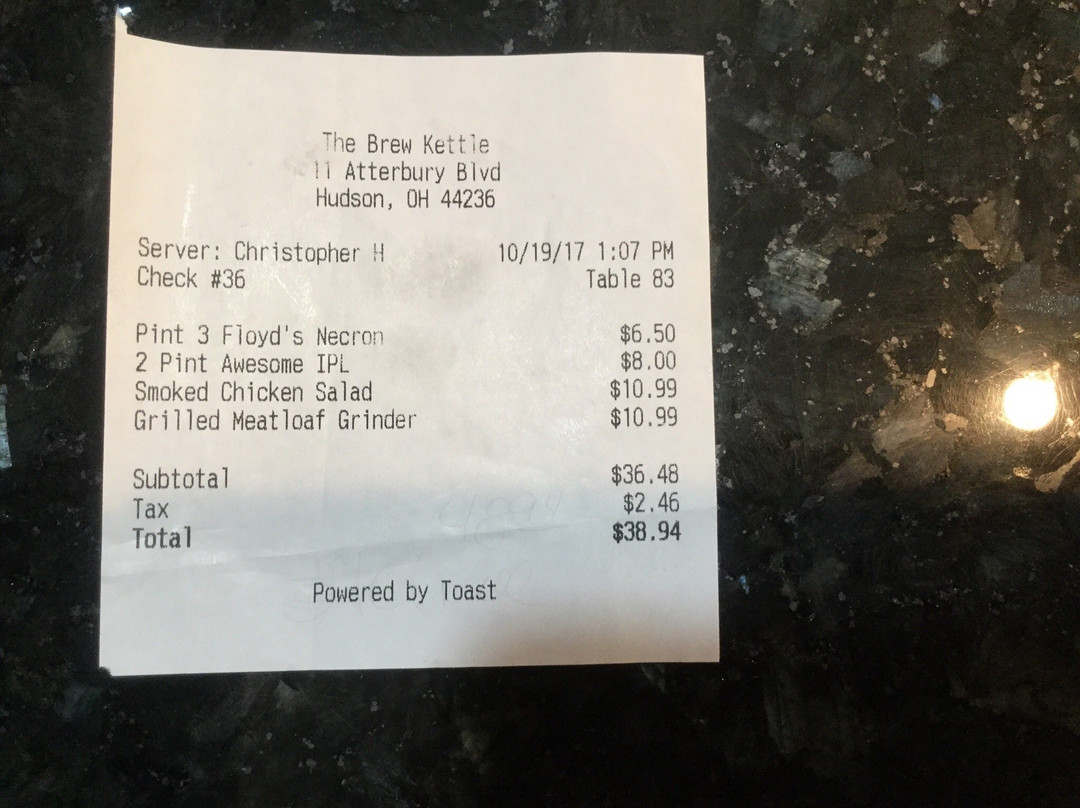 The Brew Kettle
11 Atterbury Blvd
Hudson, OH 44236
Server: Christopher H 10/19/17 1:07 PM
Check #36 Table 83
Pint 3 Floyd's Necron $6.50
2 Pint Awesome IPL $8.00
Smoked Chicken Salad $10.99
Grilled Meatloaf Grinder $10.99
Subtotal $36.48
Tax $2.46
Total $38.94
Powered by Toast